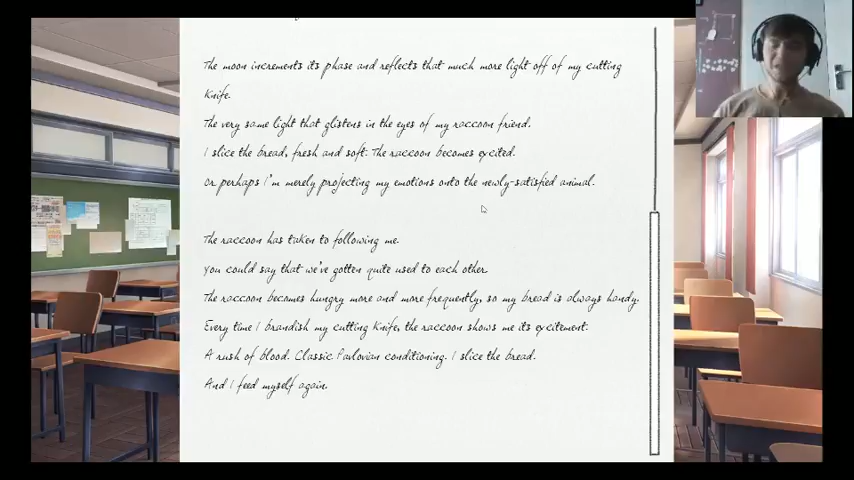 The moon increments its phase and reflects that much more light off of my cutting
knife.
The very same light that glistens in the eyes of my raccoon friend.
I slice the bread, fresh and soft. The raccoon becomes excited.
Or perhaps I'm merely projecting my emotions onto the newly-satisfied animal.
The raccoon has taken to following me.
You could say that we've gotten quite used to each other.
The raccoon becomes hungry more and more frequently, so my bread is always handy.
Every time I brandish my cutting knife, the raccoon shows me its excitement:
A rush of blood. Classic Pavlovian conditioning. I slice the bread.
And I feed myself again.